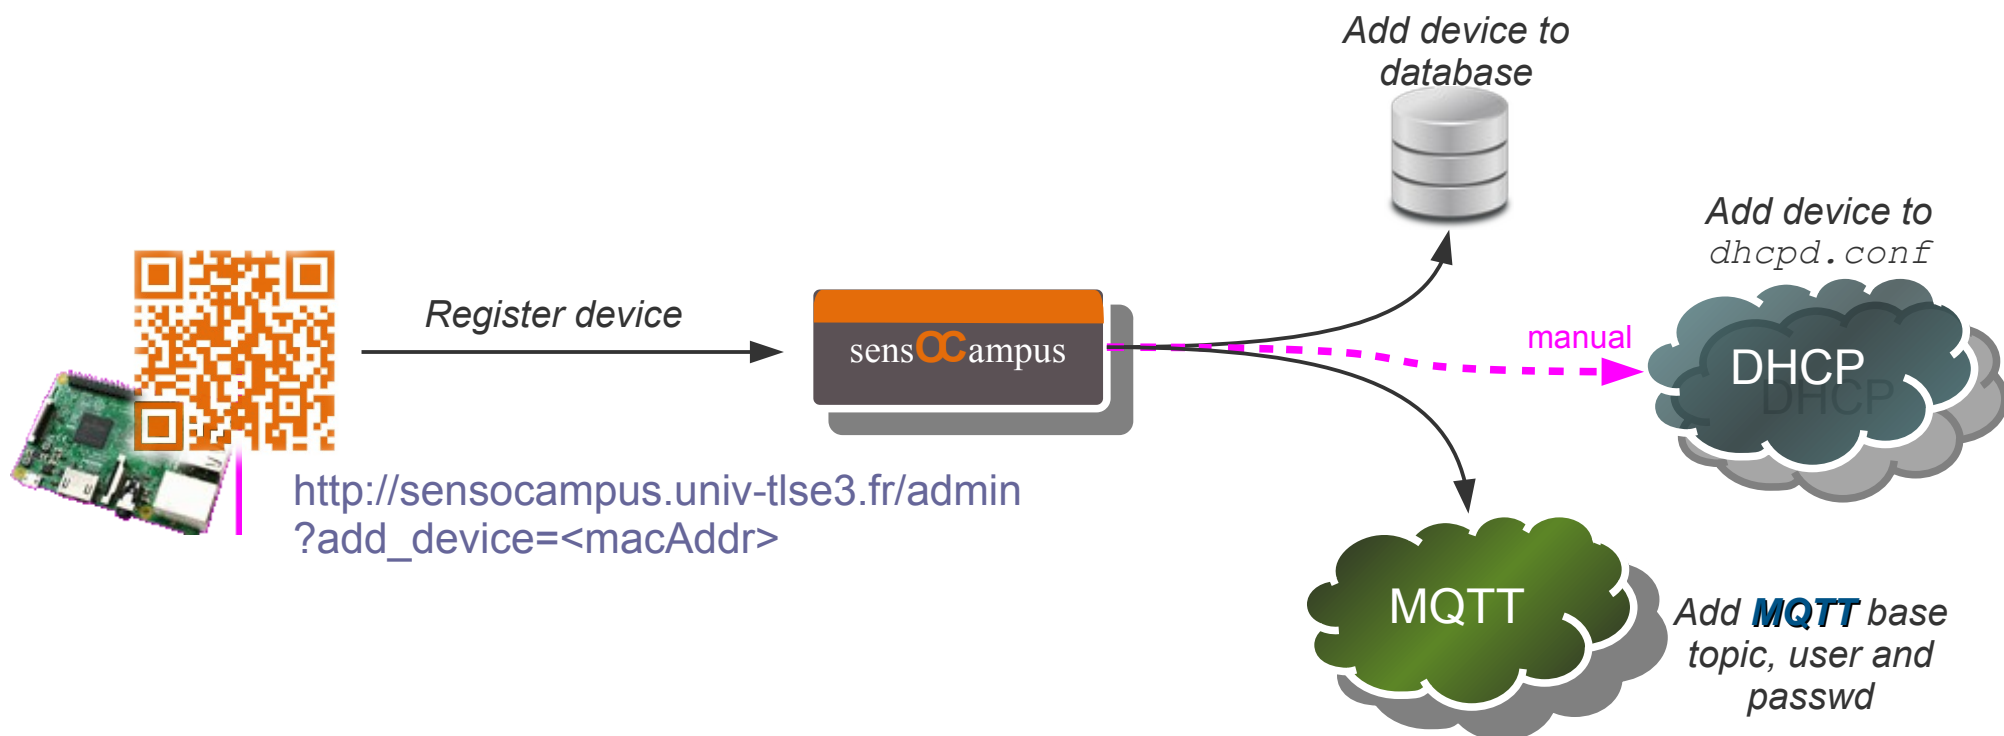 Add device to
database
Add device to
dhcpd.conf
Register device
manual
sensOCampus
DHCP
DHCP
http://sensocampus.univ-tlse3.fr/admin
?add_device=<macAddr>
MQTT
Add MQTT base
topic, user and
passwd